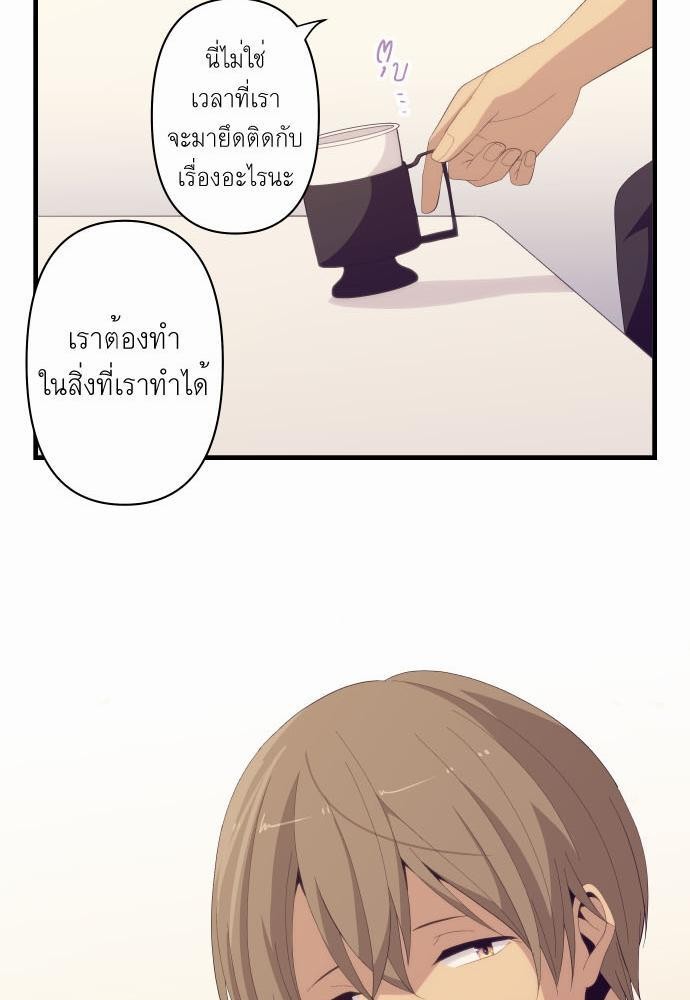 นี่ไม่ใช่
เวลาที่เรา
จะมายึดติดกับ
เรื่องอะไรนะ
ตุบ
เราต้องทำ
ในสิ่งที่เราทำได้